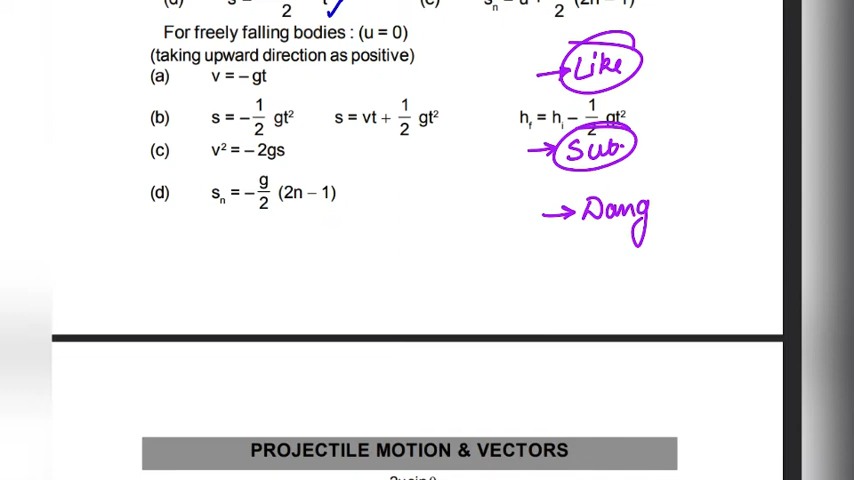 For freely falling bodies : (u = 0)
(taking upward direction as positive)
Like
(a) v = – gt
(b) s = – 1/2 gt² s = vt + 1/2 gt² h_f = h_i – 1/2 gt²
(c) v² = – 2gs
Sub.
(d) s_n = – g/2 (2n – 1)
Dang
PROJECTILE MOTION & VECTORS